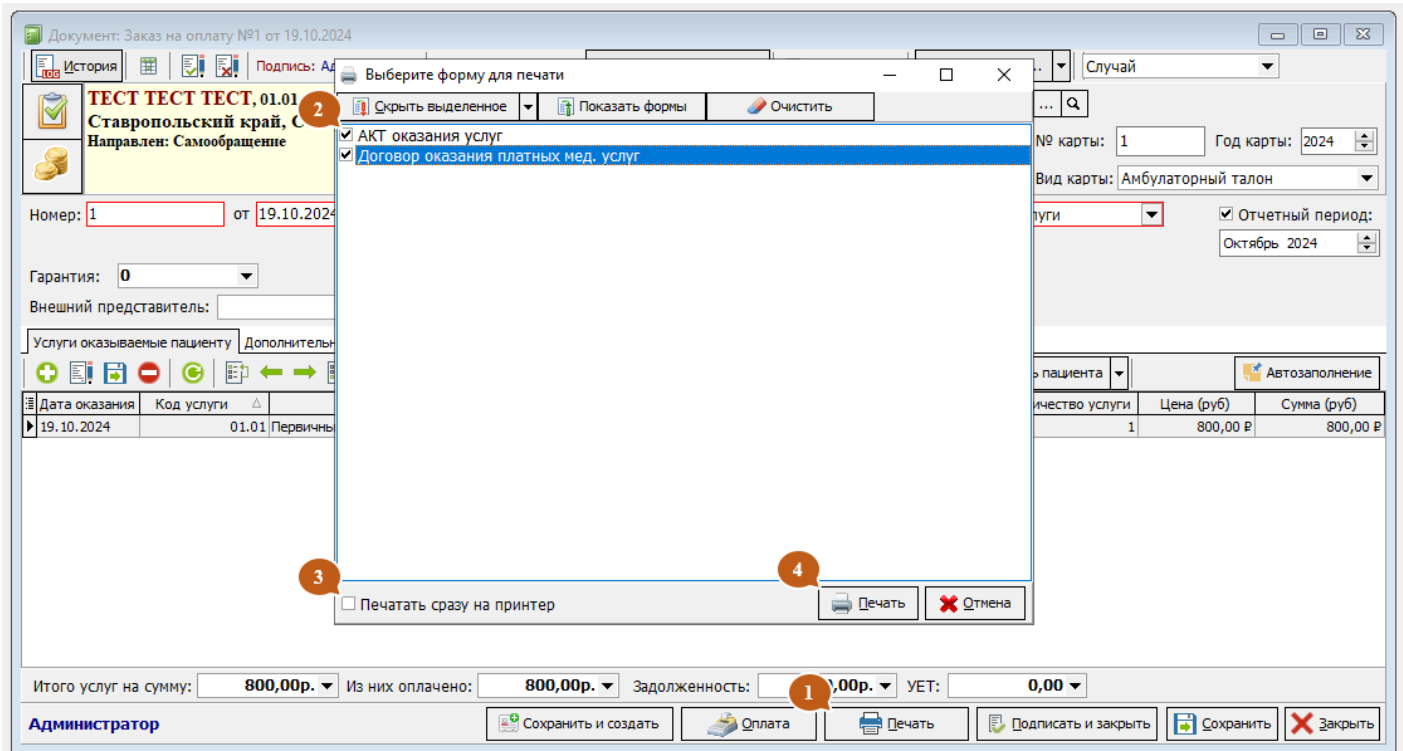 Документ: Заказ на оплату №1 от 19.10.2024
История Подпись: Случай
Выберите форму для печати
ТЕСТ ТЕСТ ТЕСТ, 01.01
Ставропольский край,
Направлен: Самообращение
2
Скрыть выделенное Показать формы Очистить ...
АКТ оказания услуг
Договор оказания платных мед. услуг
№ карты: 1 Год карты: 2024
Вид карты: Амбулаторный талон
Номер: 1 от 19.10.2024 Отчетный период:
Октябрь 2024
Гарантия: 0
Внешний представитель:
Услуги оказываемые пациенту
пациента Автозаполнение
Дата оказания Код услуги услуги Цена (руб) Сумма (руб)
19.10.2024 01.01 1 800,00 ₽ 800,00 ₽
3 4
Печатать сразу на принтер Печать Отмена
Итого услуг на сумму: 800,00р. Из них оплачено: 800,00р. Задолженность: ,00р. УЕТ: 0,00
1
Администратор Сохранить и создать Оплата Печать Подписать и закрыть Сохранить Закрыть